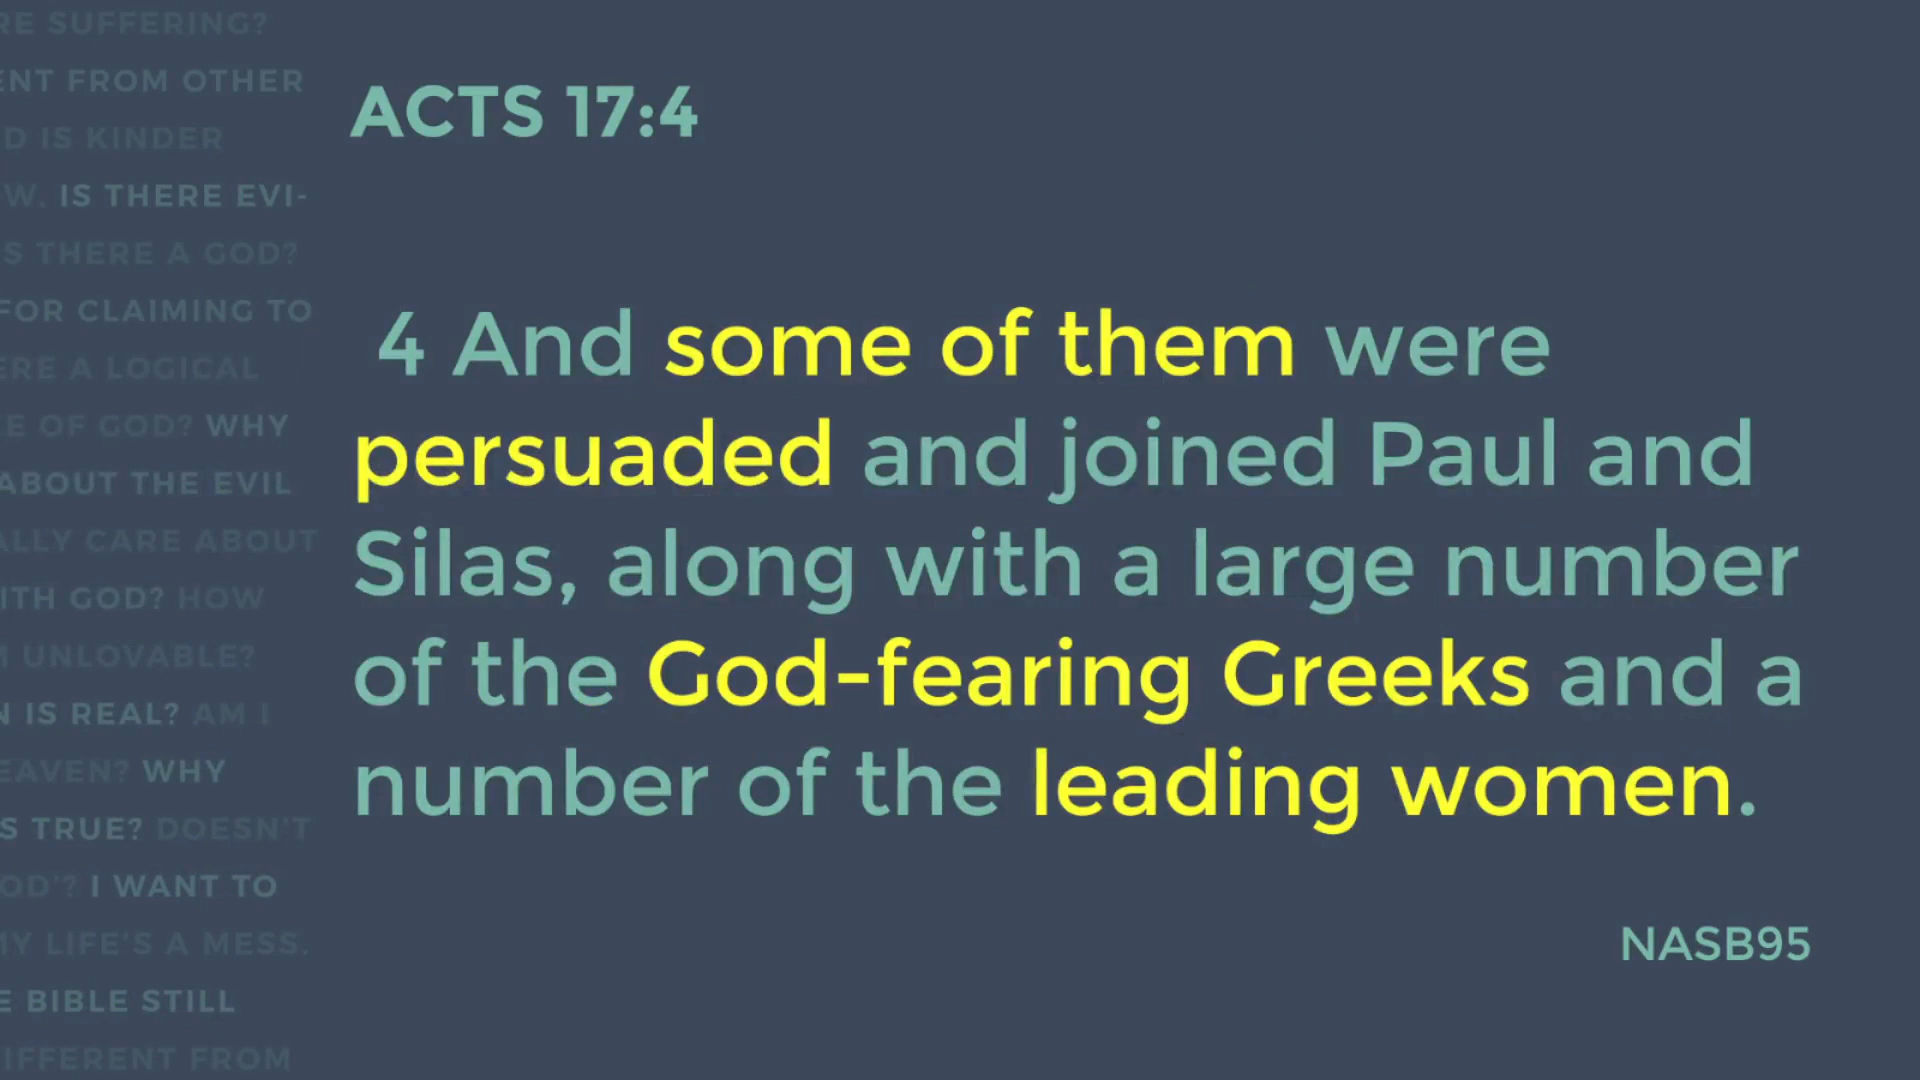 RE SUFFERING?
ENT FROM OTHER
D IS KINDER
W. IS THERE EVI-
S THERE A GOD?
FOR CLAIMING TO
ERE A LOGICAL
E OF GOD? WHY
ABOUT THE EVIL
ALLY CARE ABOUT
ITH GOD? HOW
UNLOVABLE?
N IS REAL? AM I
EAVEN? WHY
S TRUE? DOESN'T
OD'? I WANT TO
MY LIFE'S A MESS.
E BIBLE STILL
IFFERENT FROM
ACTS 17:4
4 And some of them were
persuaded and joined Paul and
Silas, along with a large number
of the God-fearing Greeks and a
number of the leading women.
NASB95